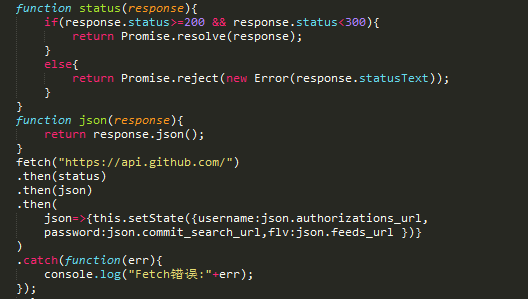 function status(response){
if(response.status>=200 && response.status<300){
return Promise.resolve(response);
}
else{
return Promise.reject(new Error(response.statusText));
}
}
function json(response){
return response.json();
}
fetch("https://api.github.com/")
.then(status)
.then(json)
.then(
json=>{this.setState({username:json.authorizations_url,
password:json.commit_search_url,flv:json.feeds_url })}
)
.catch(function(err){
console.log("Fetch错误:"+err);
});